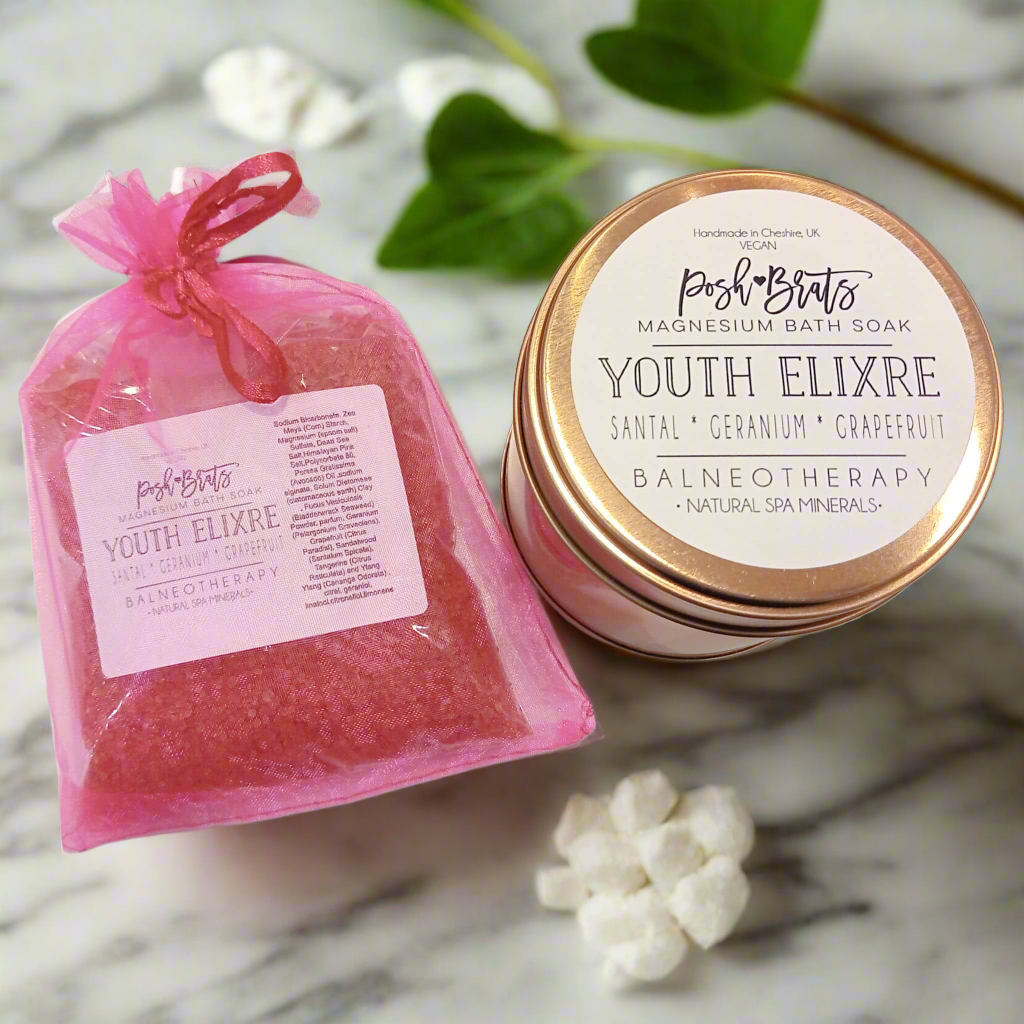 Handmade in Cheshire, UK
VEGAN
Posh Brats
MAGNESIUM BATH SOAK
YOUTH ELIXRE
SANTAL * GERANIUM * GRAPEFRUIT
BALNEOTHERAPY
• NATURAL SPA MINERALS•
Posh Brats
MAGNESIUM BATH SOAK
YOUTH ELIXRE
SANTAL * GERANIUM * GRAPEFRUIT
BALNEOTHERAPY
• NATURAL SPA MINERALS•
Sodium Bicarbonate, Zea
Mays (Corn) Starch,
Magnesium (epsom salt)
Sulfate, Dead Sea
Salt,Himalayan Pink
Salt,Polysorbate 80,
Persea Gratissima
(Avocado) Oil ,sodium
alginate, Solum Diatomeae
(diatomaceous earth) Clay
, Fucus Vesiculosis
(Bladderwrack Seaweed)
Powder, parfum, Geranium
(Pelargonium Graveolens),
Grapefruit (Citrus
Paradisi), Sandalwood
(Santalum Spicata),
Tangerine (Citrus
Reticulata) and Ylang
Ylang (Cananga Odorata) ,
citral, geraniol,
linalool,citronellol,limonene